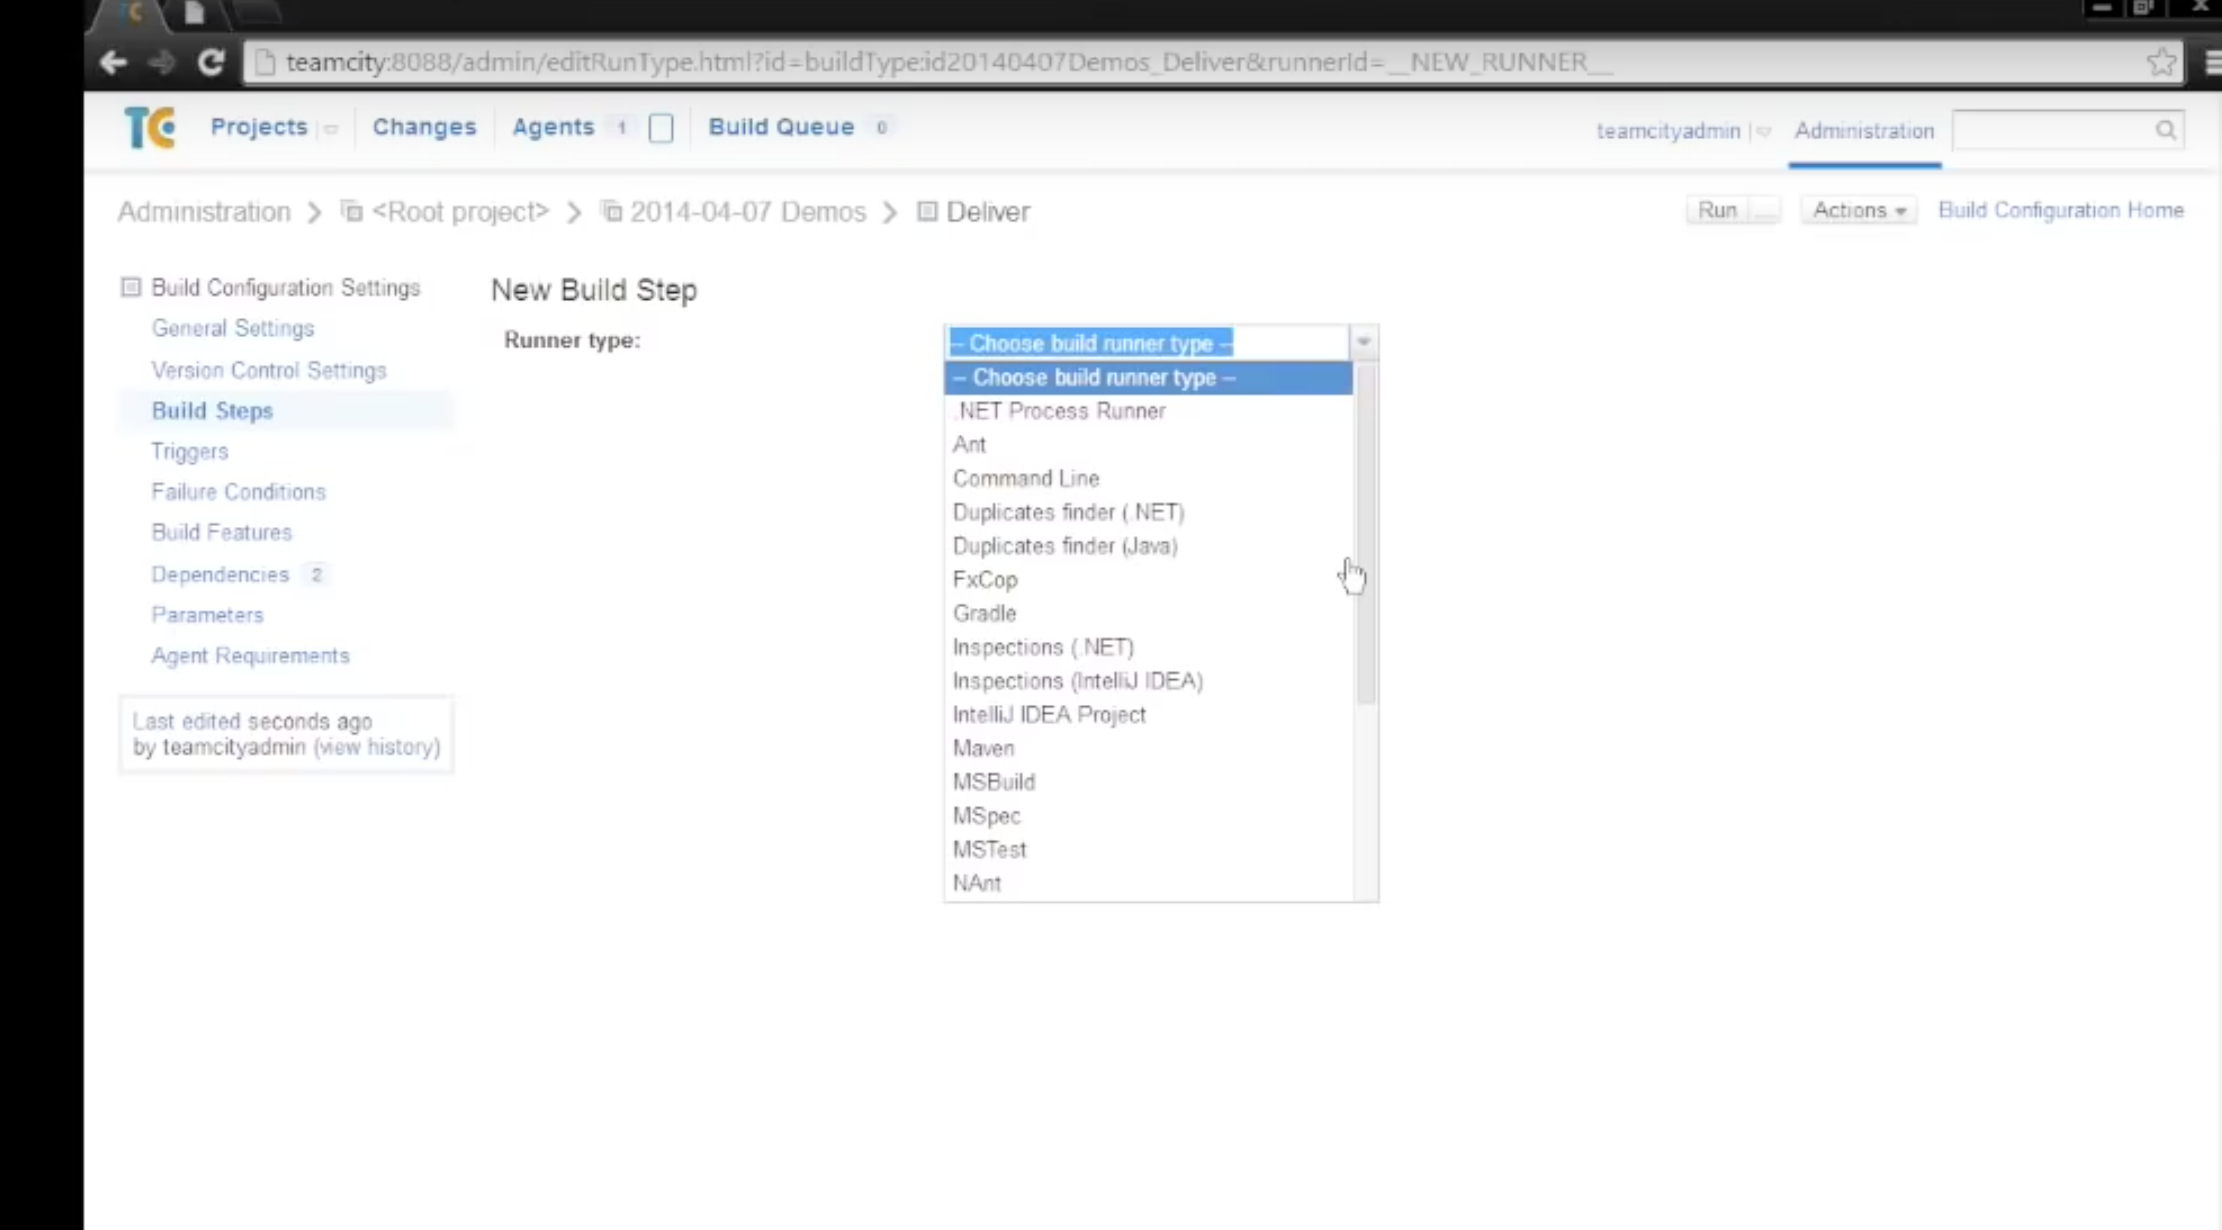 TC
teamcity:8088/admin/editRunType.html?id=buildType:id20140407Demos_Deliver&runnerId=__NEW_RUNNER__
TC Projects Changes Agents 1 Build Queue 0 teamcityadmin Administration
Administration > <Root project> > 2014-04-07 Demos > Deliver Run ... Actions Build Configuration Home
Build Configuration Settings
General Settings
Version Control Settings
Build Steps
Triggers
Failure Conditions
Build Features
Dependencies 2
Parameters
Agent Requirements
Last edited seconds ago
by teamcityadmin (view history)
New Build Step
Runner type:
-- Choose build runner type --
-- Choose build runner type --
.NET Process Runner
Ant
Command Line
Duplicates finder (.NET)
Duplicates finder (Java)
FxCop
Gradle
Inspections (.NET)
Inspections (IntelliJ IDEA)
IntelliJ IDEA Project
Maven
MSBuild
MSpec
MSTest
NAnt